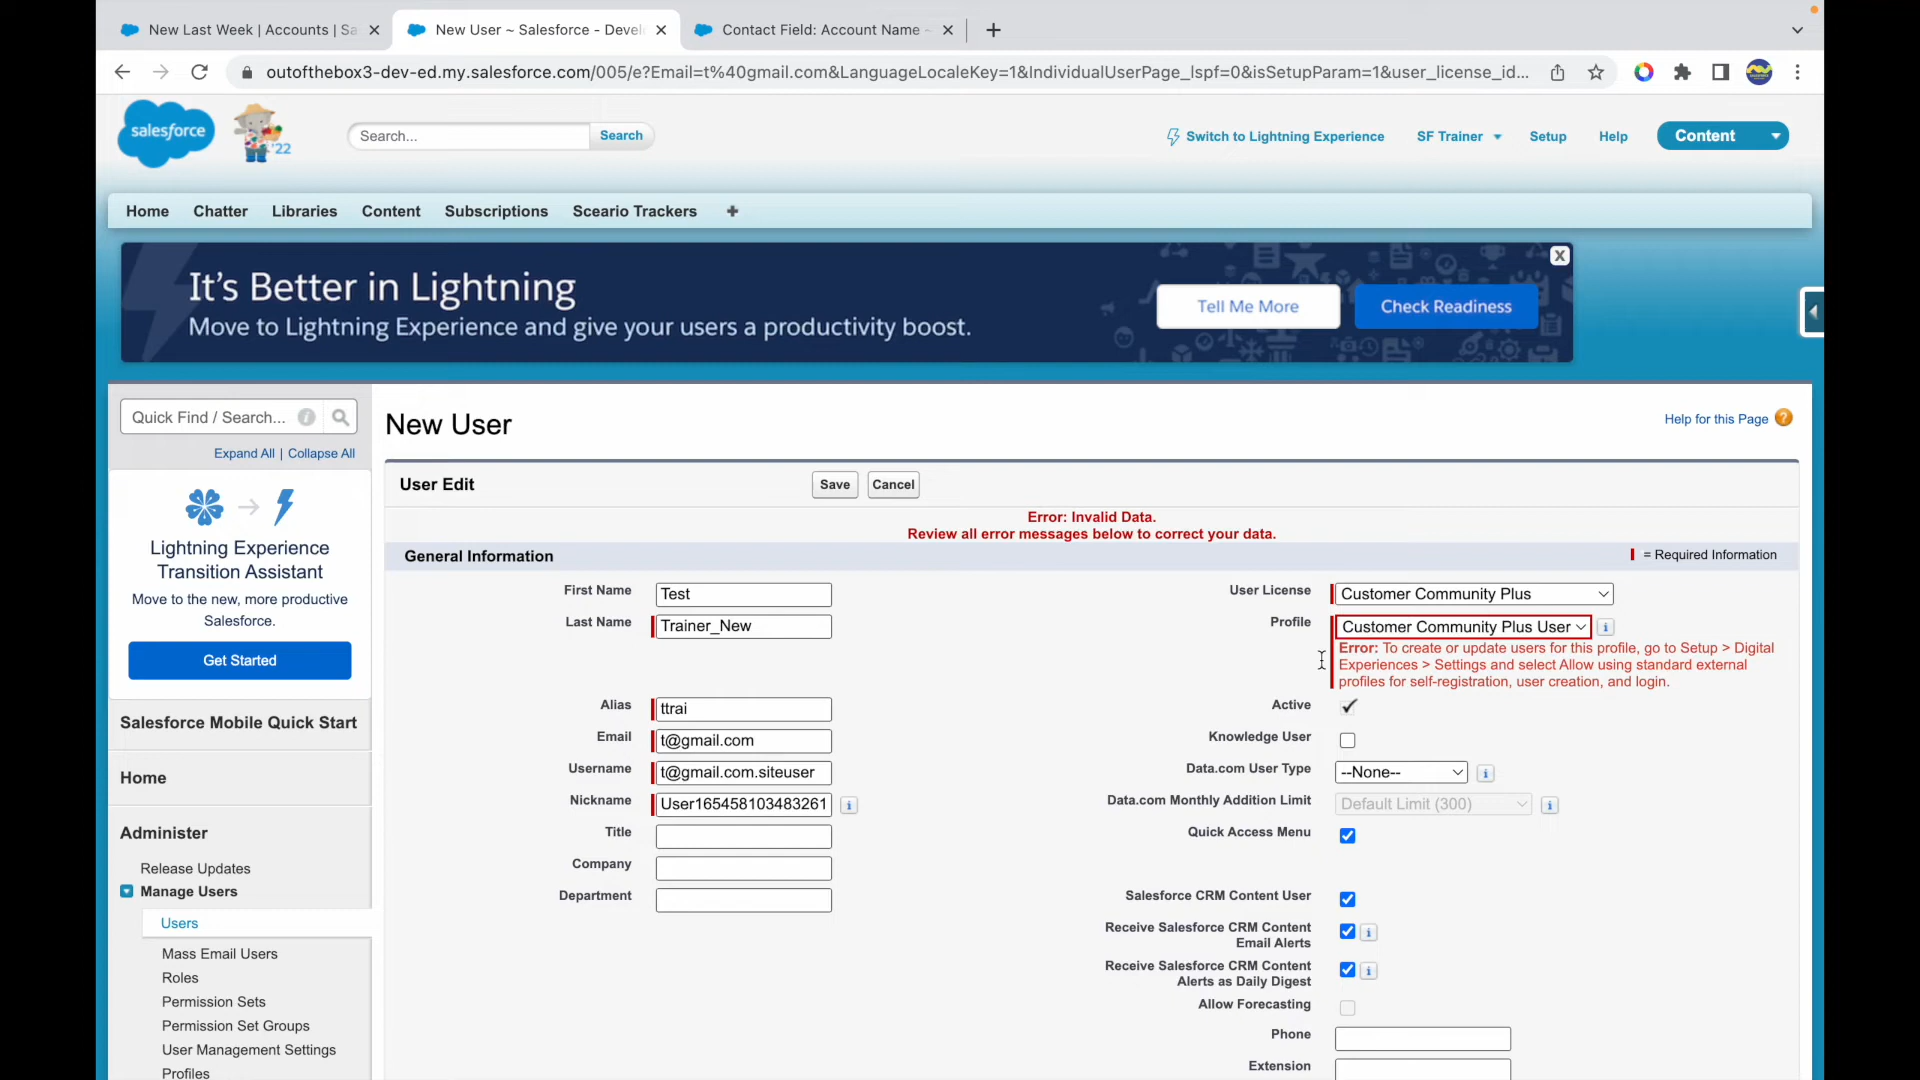 New Last Week | Accounts | Sa
New User ~ Salesforce - Devel
Contact Field: Account Name ~
outofthebox3-dev-ed.my.salesforce.com/005/e?Email=t%40gmail.com&LanguageLocaleKey=1&IndividualUserPage_lspf=0&isSetupParam=1&user_license_id...
salesforce
'22
Search...
Search
Switch to Lightning Experience
SF Trainer
Setup
Help
Content
Home
Chatter
Libraries
Content
Subscriptions
Sceario Trackers
It's Better in Lightning
Move to Lightning Experience and give your users a productivity boost.
Tell Me More
Check Readiness
X
Quick Find / Search...
Expand All | Collapse All
Lightning Experience
Transition Assistant
Move to the new, more productive
Salesforce.
Get Started
Salesforce Mobile Quick Start
Home
Administer
Release Updates
Manage Users
Users
Mass Email Users
Roles
Permission Sets
Permission Set Groups
User Management Settings
Profiles
New User
Help for this Page
User Edit
Save
Cancel
Error: Invalid Data.
Review all error messages below to correct your data.
General Information
= Required Information
First Name
Test
Last Name
Trainer_New
Alias
ttrai
Email
t@gmail.com
Username
t@gmail.com.siteuser
Nickname
User165458103483261
Title
Company
Department
User License
Customer Community Plus
Profile
Customer Community Plus User
Error: To create or update users for this profile, go to Setup > Digital
Experiences > Settings and select Allow using standard external
profiles for self-registration, user creation, and login.
Active
Knowledge User
Data.com User Type
--None--
Data.com Monthly Addition Limit
Default Limit (300)
Quick Access Menu
Salesforce CRM Content User
Receive Salesforce CRM Content
Email Alerts
Receive Salesforce CRM Content
Alerts as Daily Digest
Allow Forecasting
Phone
Extension